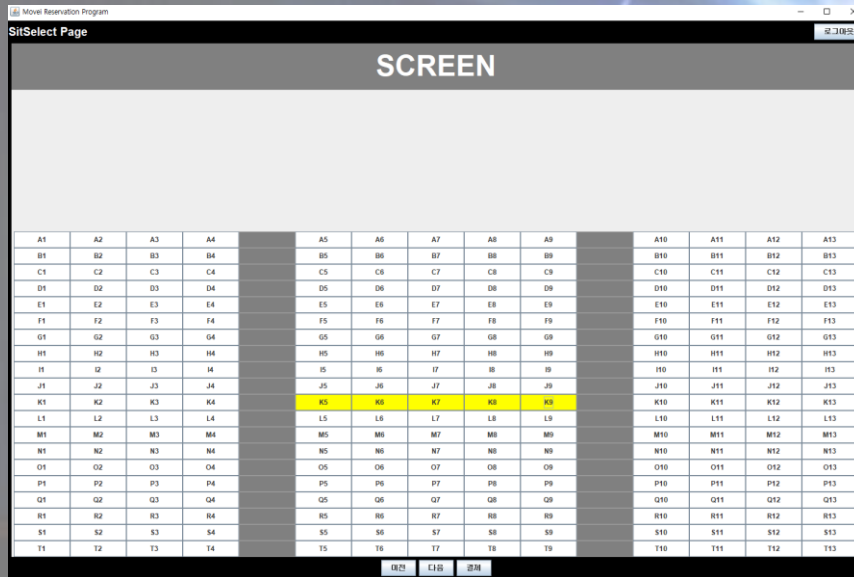 Movel Reservation Program
SitSelect Page 로그아웃
SCREEN
A1 A2 A3 A4 A5 A6 A7 A8 A9 A10 A11 A12 A13
B1 B2 B3 B4 B5 B6 B7 B8 B9 B10 B11 B12 B13
C1 C2 C3 C4 C5 C6 C7 C8 C9 C10 C11 C12 C13
D1 D2 D3 D4 D5 D6 D7 D8 D9 D10 D11 D12 D13
E1 E2 E3 E4 E5 E6 E7 E8 E9 E10 E11 E12 E13
F1 F2 F3 F4 F5 F6 F7 F8 F9 F10 F11 F12 F13
G1 G2 G3 G4 G5 G6 G7 G8 G9 G10 G11 G12 G13
H1 H2 H3 H4 H5 H6 H7 H8 H9 H10 H11 H12 H13
I1 I2 I3 I4 I5 I6 I7 I8 I9 I10 I11 I12 I13
J1 J2 J3 J4 J5 J6 J7 J8 J9 J10 J11 J12 J13
K1 K2 K3 K4 K5 K6 K7 K8 K9 K10 K11 K12 K13
L1 L2 L3 L4 L5 L6 L7 L8 L9 L10 L11 L12 L13
M1 M2 M3 M4 M5 M6 M7 M8 M9 M10 M11 M12 M13
N1 N2 N3 N4 N5 N6 N7 N8 N9 N10 N11 N12 N13
O1 O2 O3 O4 O5 O6 O7 O8 O9 O10 O11 O12 O13
P1 P2 P3 P4 P5 P6 P7 P8 P9 P10 P11 P12 P13
Q1 Q2 Q3 Q4 Q5 Q6 Q7 Q8 Q9 Q10 Q11 Q12 Q13
R1 R2 R3 R4 R5 R6 R7 R8 R9 R10 R11 R12 R13
S1 S2 S3 S4 S5 S6 S7 S8 S9 S10 S11 S12 S13
T1 T2 T3 T4 T5 T6 T7 T8 T9 T10 T11 T12 T13
이전 다음 결제